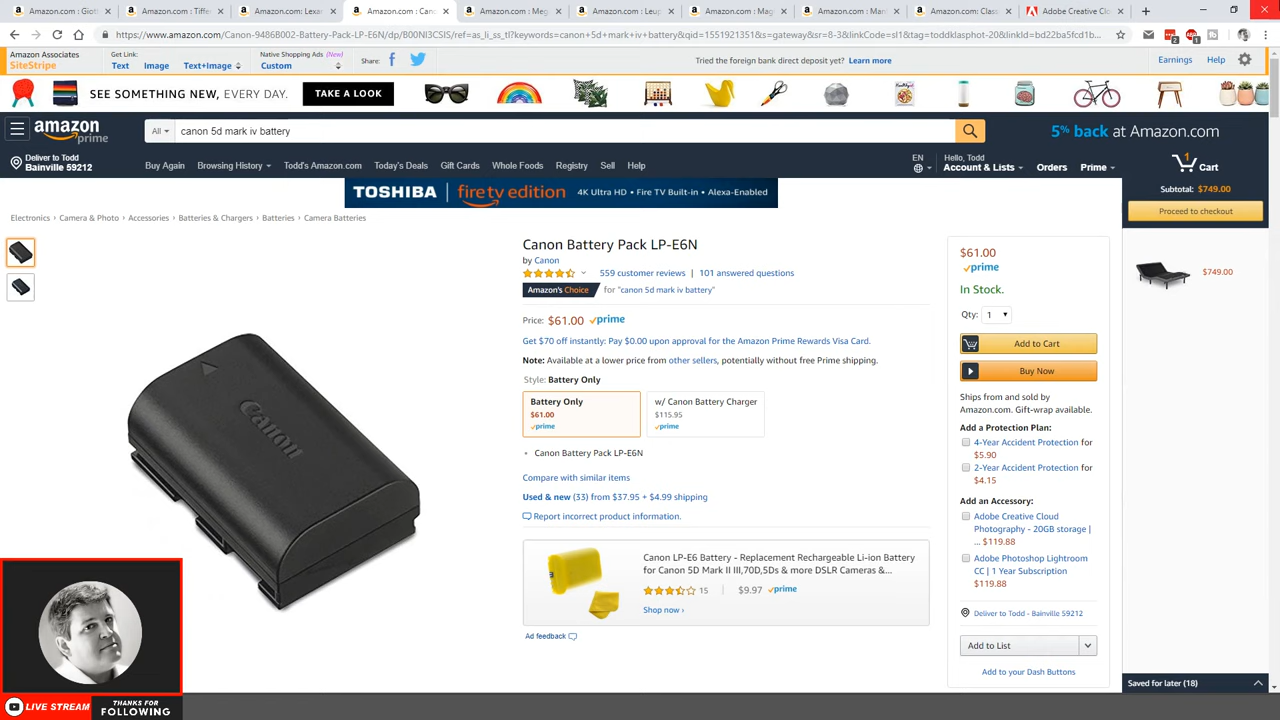 Amazon.com : Giott
Amazon.com : Tiffe
Amazon.com: Lexa
Amazon.com : Can
Amazon.com : Meg
Amazon.com : Leup
Amazon.com : Mag
Amazon.com : Man
Amazon.com: Class
Adobe Creative Clo
https://www.amazon.com/Canon-9486B002-Battery-Pack-LP-E6N/dp/B00NI3CSIS/ref=as_li_ss_tl?keywords=canon+5d+mark+iv+battery&qid=1551921351&s=gateway&sr=8-3&linkCode=sl1&tag=toddklasphot-20&linkId=bd22ba5fcd1b...
Amazon Associates
SiteStripe
Get Link:
Text Image Text+Image
Native Shopping Ads (New)
Custom
Share:
Tried the foreign bank direct deposit yet? Learn more
Earnings Help
SEE SOMETHING NEW, EVERY DAY. TAKE A LOOK
amazon
prime
All canon 5d mark iv battery
5% back at Amazon.com
Deliver to Todd
Bainville 59212
Buy Again Browsing History Todd's Amazon.com Today's Deals Gift Cards Whole Foods Registry Sell Help
EN
Hello, Todd
Account & Lists Orders Prime
1
Cart
TOSHIBA fire tv edition 4K Ultra HD • Fire TV Built-in • Alexa-Enabled
Subtotal: $749.00
Proceed to checkout
$749.00
Electronics › Camera & Photo › Accessories › Batteries & Chargers › Batteries › Camera Batteries
Canon
Canon Battery Pack LP-E6N
by Canon
559 customer reviews | 101 answered questions
Amazon's Choice for "canon 5d mark iv battery"
Price: $61.00 prime
Get $70 off instantly: Pay $0.00 upon approval for the Amazon Prime Rewards Visa Card.
Note: Available at a lower price from other sellers, potentially without free Prime shipping.
Style: Battery Only
Battery Only
$61.00
prime
w/ Canon Battery Charger
$115.95
prime
• Canon Battery Pack LP-E6N
Compare with similar items
Used & new (33) from $37.95 + $4.99 shipping
Report incorrect product information.
Canon LP-E6 Battery - Replacement Rechargeable Li-ion Battery
for Canon 5D Mark II III,70D,5Ds & more DSLR Cameras &...
15 | $9.97 prime
Shop now ›
Ad feedback
$61.00
prime
In Stock.
Qty: 1
Add to Cart
Buy Now
Ships from and sold by
Amazon.com. Gift-wrap available.
Add a Protection Plan:
4-Year Accident Protection for
$5.90
2-Year Accident Protection for
$4.15
Add an Accessory:
Adobe Creative Cloud
Photography - 20GB storage |
... $119.88
Adobe Photoshop Lightroom
CC | 1 Year Subscription
$119.88
Deliver to Todd - Bainville 59212
Add to List
Add to your Dash Buttons
Saved for later (18)
LIVE STREAM
THANKS FOR
FOLLOWING